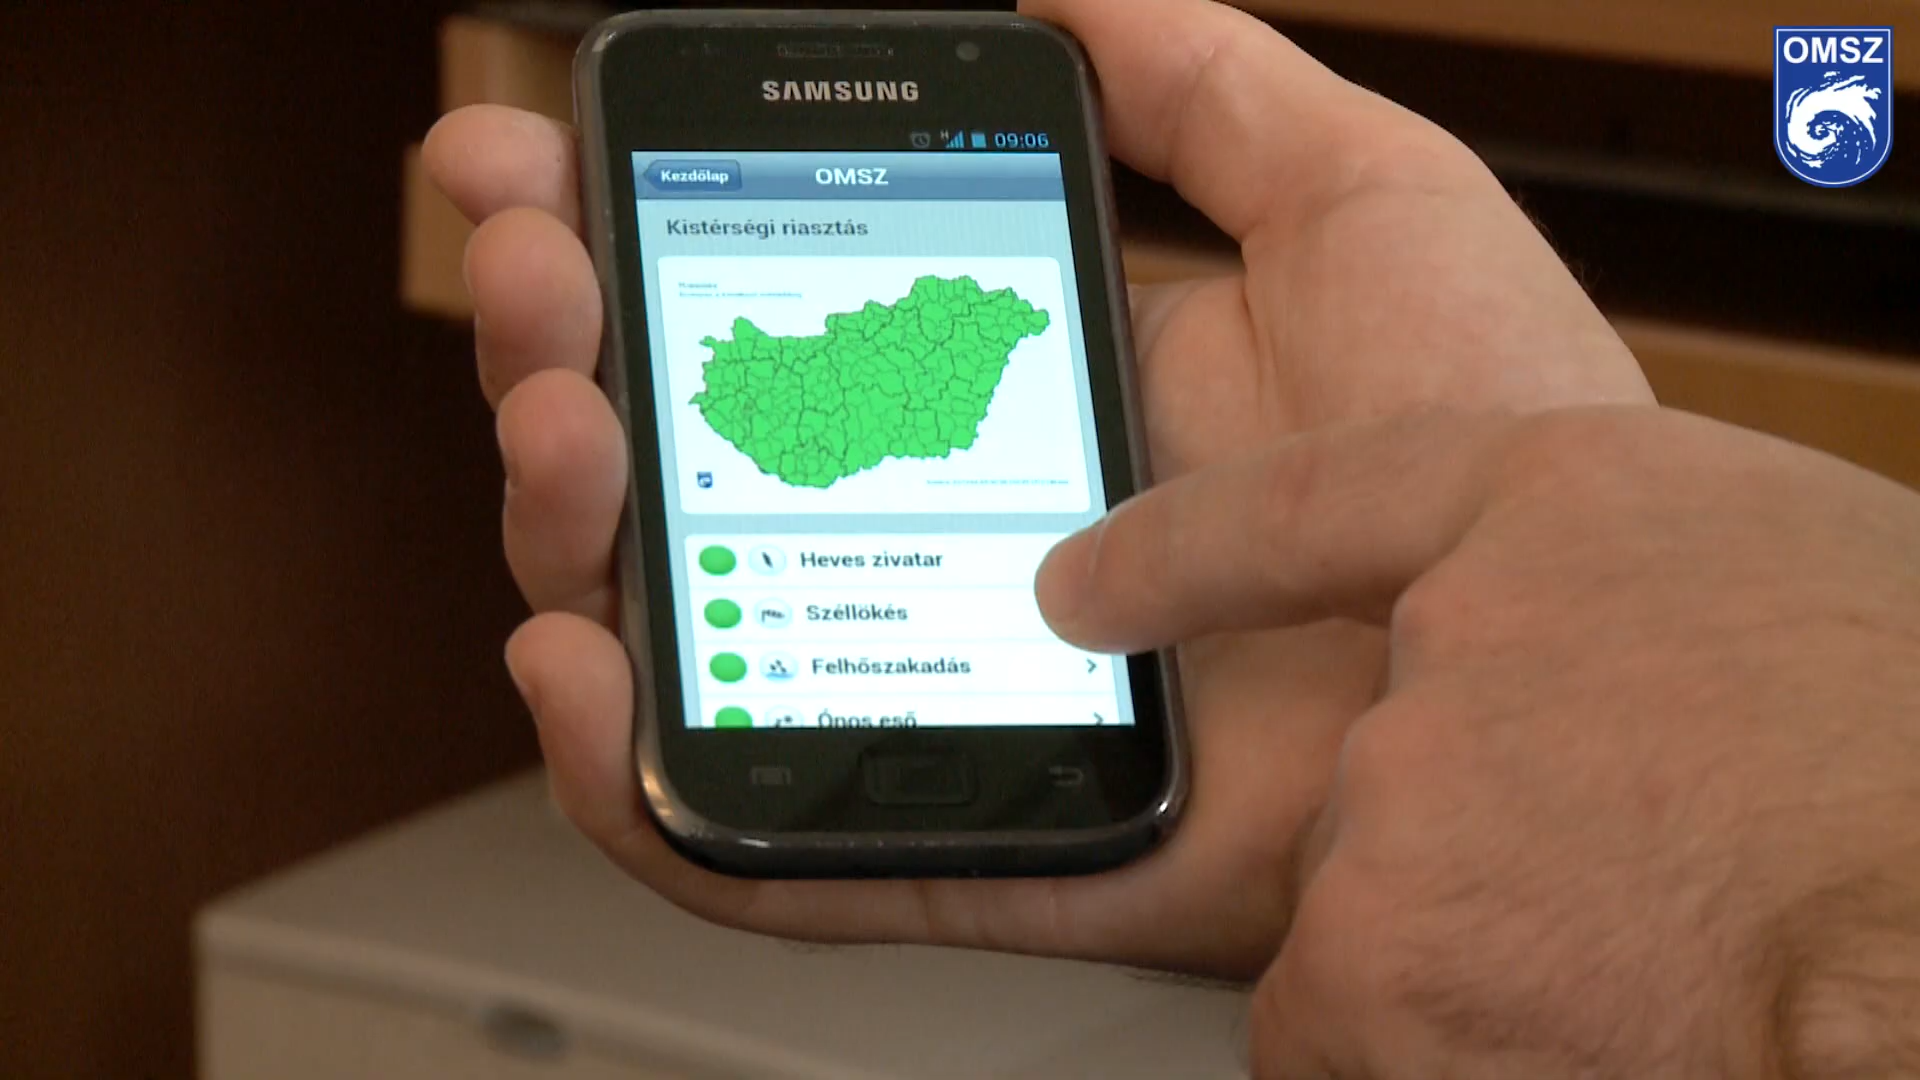 OMSZ
SAMSUNG
H 09:06
Kezdőlap OMSZ
Kistérségi riasztás
Heves zivatar
Széllökés
Felhőszakadás
Ónos eső